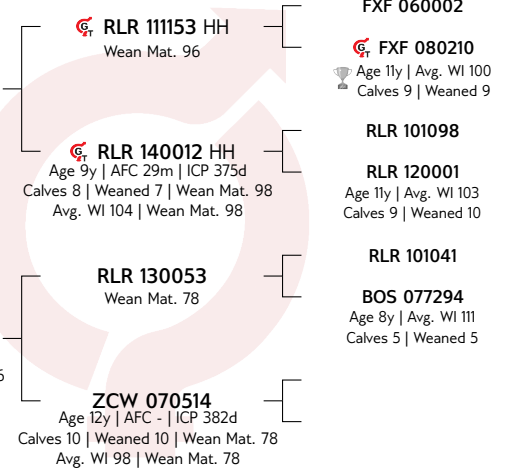 FXF 060002
GT RLR 111153 HH
Wean Mat. 96
GT FXF 080210
Age 11y | Avg. WI 100
Calves 9 | Weaned 9
RLR 101098
GT RLR 140012 HH
Age 9y | AFC 29m | ICP 375d
Calves 8 | Weaned 7 | Wean Mat. 98
Avg. WI 104 | Wean Mat. 98
RLR 120001
Age 11y | Avg. WI 103
Calves 9 | Weaned 10
RLR 101041
RLR 130053
Wean Mat. 78
BOS 077294
Age 8y | Avg. WI 111
Calves 5 | Weaned 5
6
ZCW 070514
Age 12y | AFC - | ICP 382d
Calves 10 | Weaned 10 | Wean Mat. 78
Avg. WI 98 | Wean Mat. 78